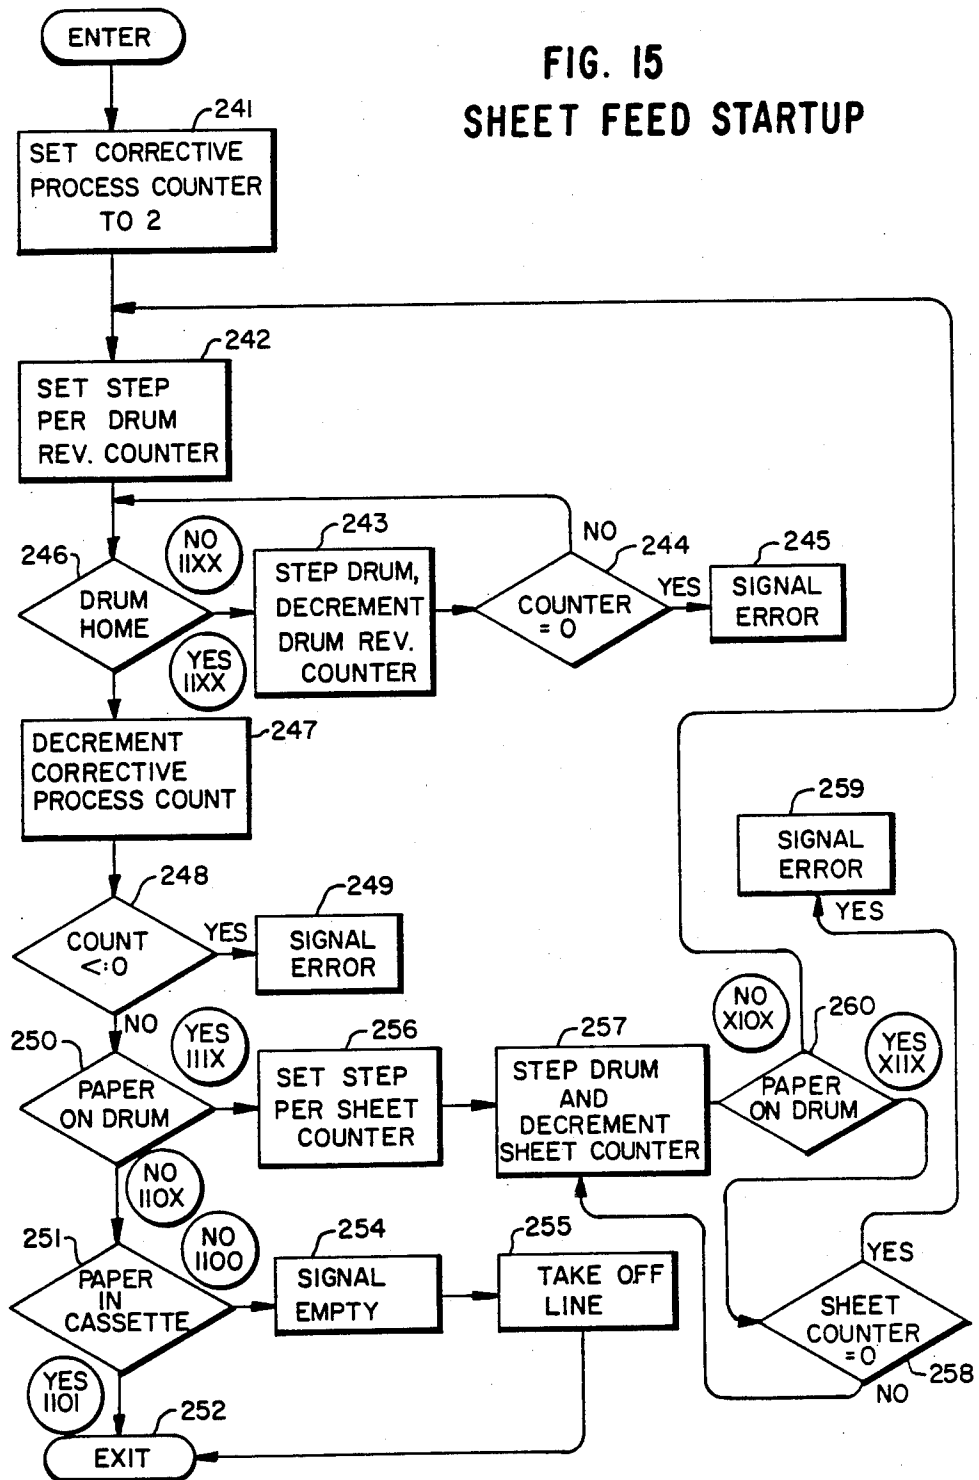 ENTER
FIG. 15
SHEET FEED STARTUP
241
SET CORRECTIVE
PROCESS COUNTER
TO 2
242
SET STEP
PER DRUM
REV. COUNTER
246
DRUM
HOME
NO
11XX
YES
11XX
243
STEP DRUM,
DECREMENT
DRUM REV.
COUNTER
NO
244
COUNTER
= 0
YES
245
SIGNAL
ERROR
247
DECREMENT
CORRECTIVE
PROCESS COUNT
248
COUNT
<:0
YES
249
SIGNAL
ERROR
NO
259
SIGNAL
ERROR
YES
250
PAPER
ON DRUM
YES
111X
256
SET STEP
PER SHEET
COUNTER
257
STEP DRUM
AND
DECREMENT
SHEET COUNTER
NO
X10X
260
PAPER
ON DRUM
YES
X11X
NO
110X
251
PAPER
IN
CASSETTE
NO
1100
254
SIGNAL
EMPTY
255
TAKE OFF
LINE
YES
SHEET
COUNTER
=0
258
NO
YES
1101
252
EXIT